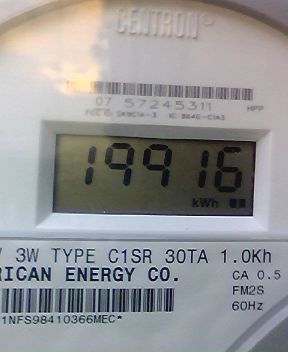 CENTRON
07 57245311
HPP
19916
kWh
V 3W TYPE C1SR 30TA 1.0Kh
RICAN ENERGY CO.
CA 0.5
FM2S
60Hz
1NFS98410366MEC*